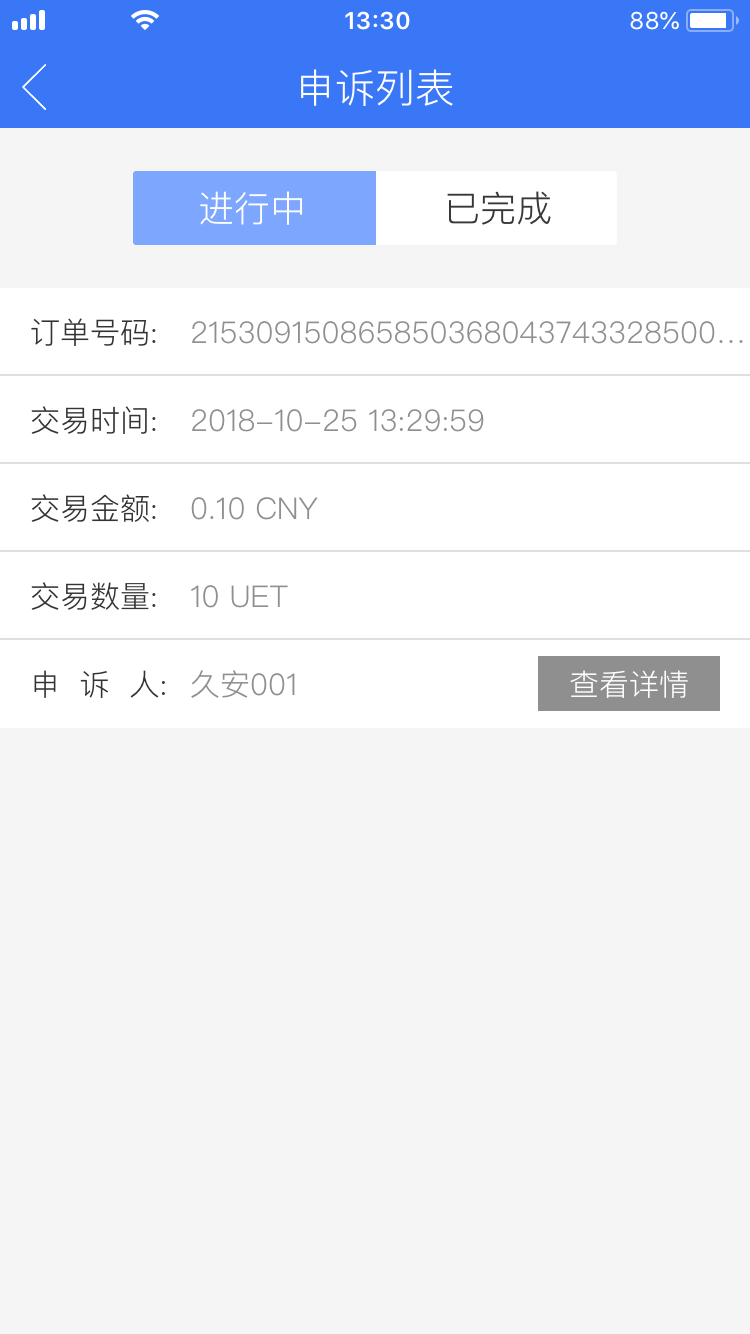 13:30 88%
申诉列表
进行中 已完成
订单号码: 215309150865850368043743328500...
交易时间: 2018-10-25 13:29:59
交易金额: 0.10 CNY
交易数量: 10 UET
申 诉 人: 久安001 查看详情